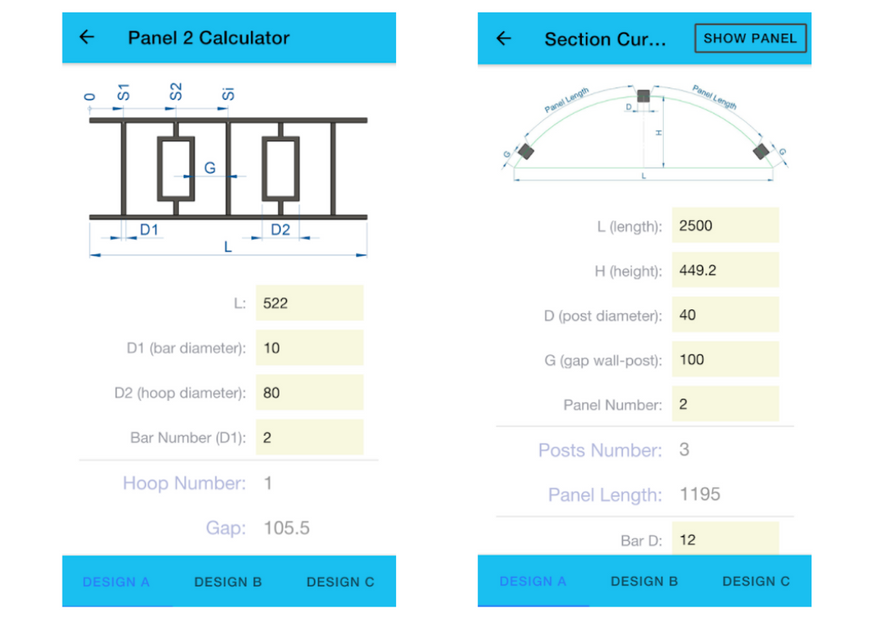 Panel 2 Calculator
0
S1
S2
Si
G
D1
D2
L
L: 522
D1 (bar diameter): 10
D2 (hoop diameter): 80
Bar Number (D1): 2
Hoop Number: 1
Gap: 105.5
DESIGN A DESIGN B DESIGN C
Section Cur... SHOW PANEL
Panel Length
Panel Length
D
H
G
G
L
L (length): 2500
H (height): 449.2
D (post diameter): 40
G (gap wall-post): 100
Panel Number: 2
Posts Number: 3
Panel Length: 1195
Bar D: 12
DESIGN A DESIGN B DESIGN C